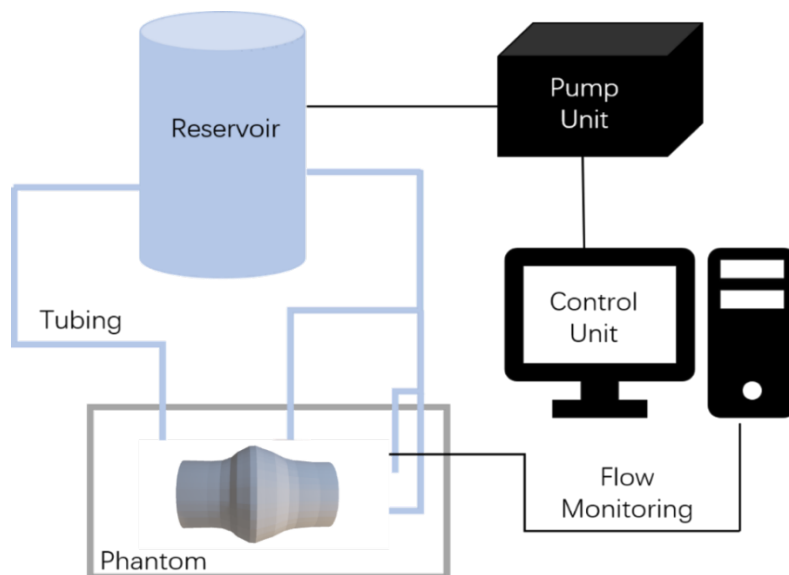 Reservoir
Pump
Unit
Tubing
Control
Unit
Flow
Monitoring
Phantom